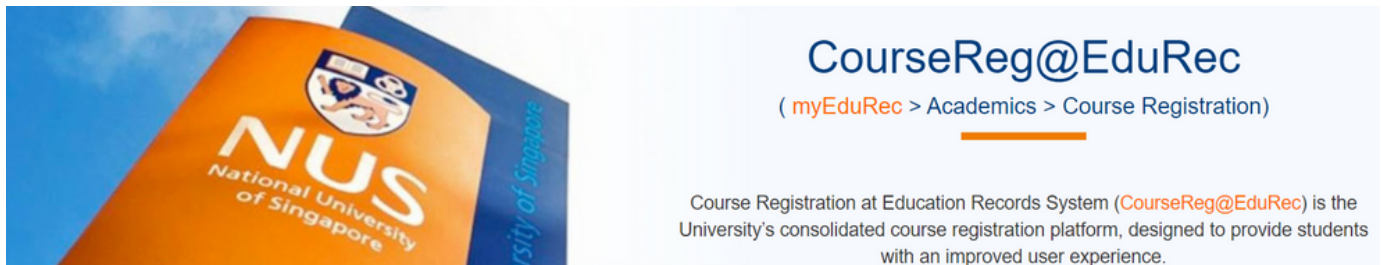 NUS
National University
of Singapore
rsity of Singapore
CourseReg@EduRec
( myEduRec > Academics > Course Registration)
Course Registration at Education Records System (CourseReg@EduRec) is the
University's consolidated course registration platform, designed to provide students
with an improved user experience.